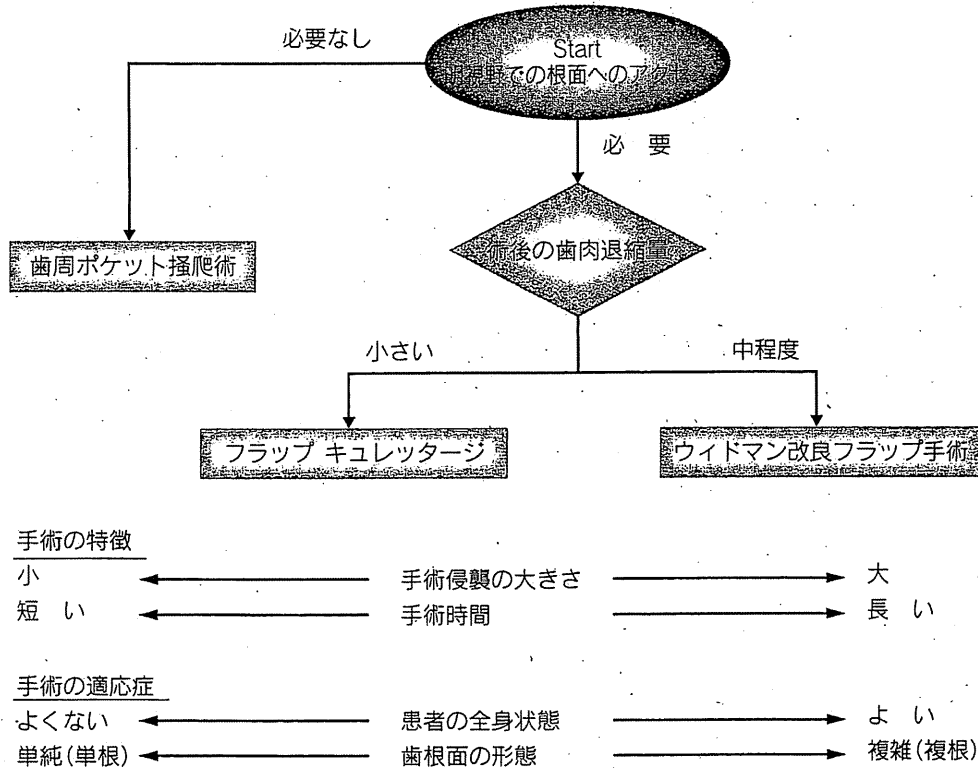 必要なし
Start
明視野での根面へのアクセス
必 要
術後の歯肉退縮量
歯周ポケット掻爬術
小さい
中程度
フラップ キュレッタージ
ウイドマン改良フラップ手術
手術の特徴
小
手術侵襲の大きさ
大
短 い
手術時間
長 い
手術の適応症
よくない
患者の全身状態
よ い
単純(単根)
歯根面の形態
複雑(複根)